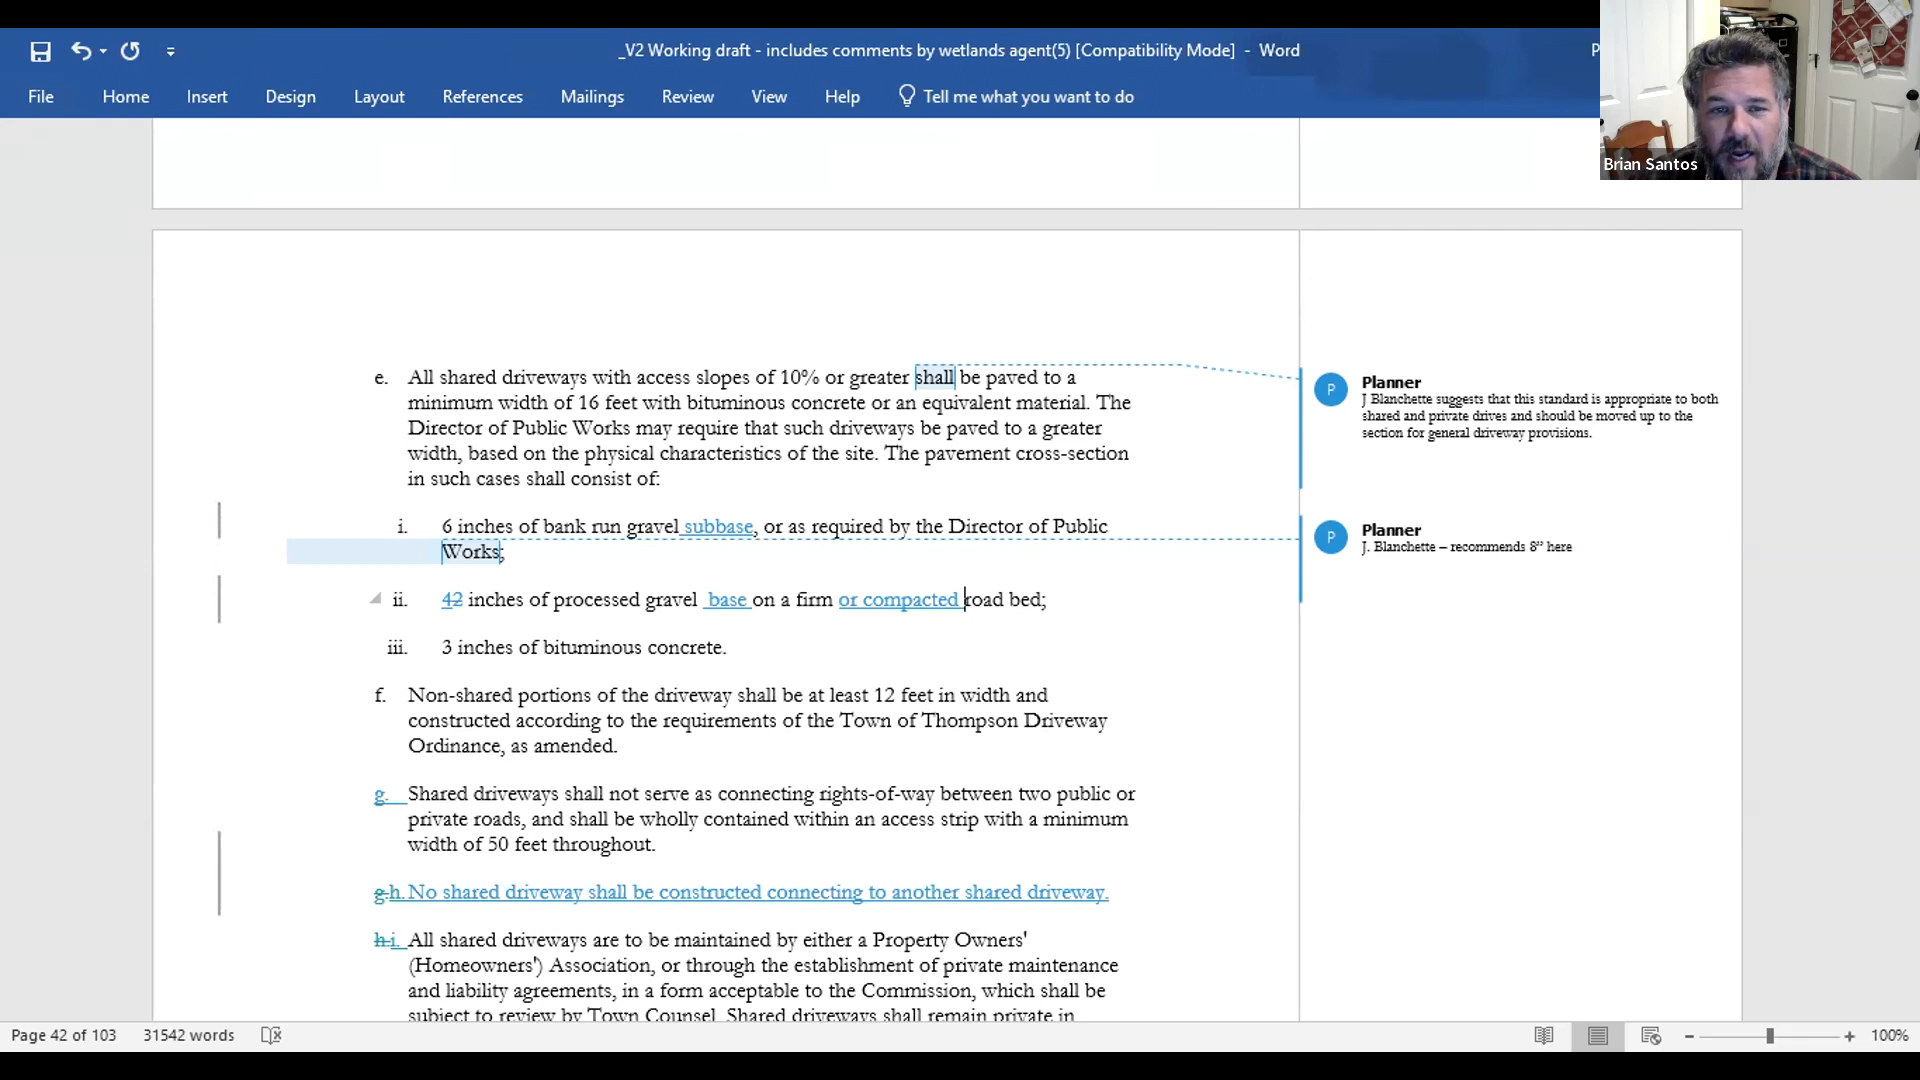 _V2 Working draft - includes comments by wetlands agent(5) [Compatibility Mode] - Word
P
File Home Insert Design Layout References Mailings Review View Help Tell me what you want to do
Brian Santos
e. All shared driveways with access slopes of 10% or greater shall be paved to a
minimum width of 16 feet with bituminous concrete or an equivalent material. The
Director of Public Works may require that such driveways be paved to a greater
width, based on the physical characteristics of the site. The pavement cross-section
in such cases shall consist of:
i. 6 inches of bank run gravel subbase, or as required by the Director of Public
Works;
ii. 42 inches of processed gravel base on a firm or compacted road bed;
iii. 3 inches of bituminous concrete.
f. Non-shared portions of the driveway shall be at least 12 feet in width and
constructed according to the requirements of the Town of Thompson Driveway
Ordinance, as amended.
g. Shared driveways shall not serve as connecting rights-of-way between two public or
private roads, and shall be wholly contained within an access strip with a minimum
width of 50 feet throughout.
g.h. No shared driveway shall be constructed connecting to another shared driveway.
h.i. All shared driveways are to be maintained by either a Property Owners'
(Homeowners') Association, or through the establishment of private maintenance
and liability agreements, in a form acceptable to the Commission, which shall be
subject to review by Town Counsel. Shared driveways shall remain private in
P Planner
J Blanchette suggests that this standard is appropriate to both
shared and private drives and should be moved up to the
section for general driveway provisions.
P Planner
J. Blanchette – recommends 8” here
Page 42 of 103 31542 words
100%